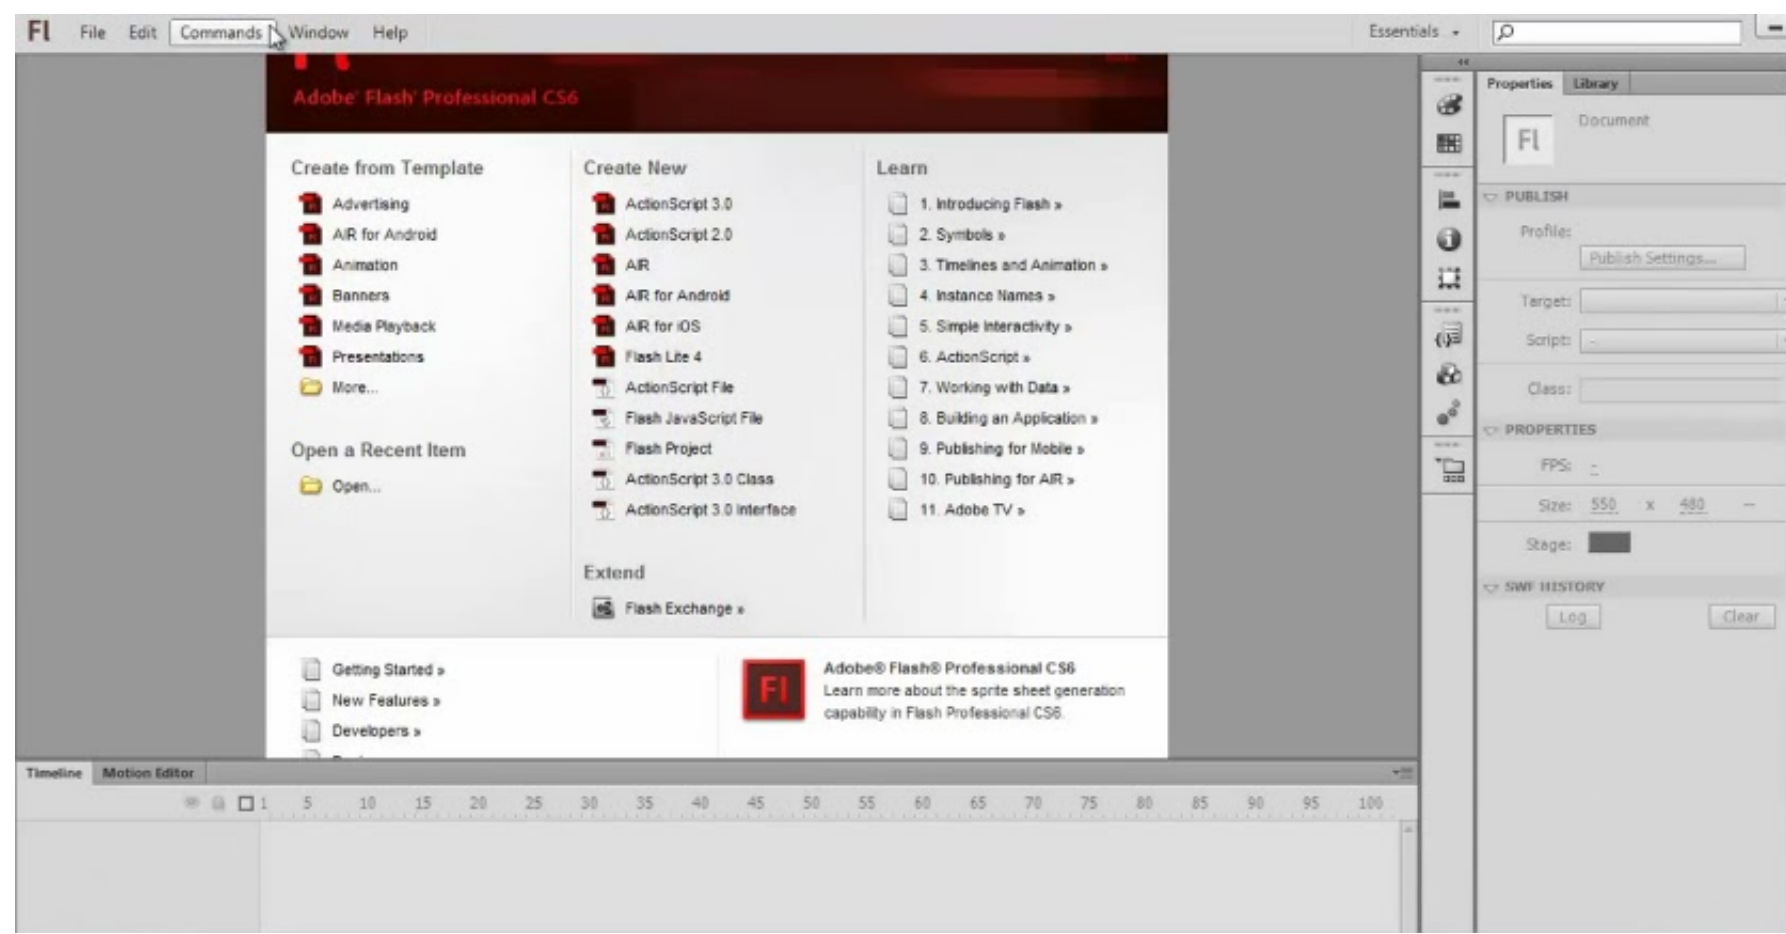 Fl File Edit Commands Window Help Essentials
Adobe® Flash® Professional CS6
Create from Template
Advertising
AIR for Android
Animation
Banners
Media Playback
Presentations
More...
Open a Recent Item
Open...
Create New
ActionScript 3.0
ActionScript 2.0
AIR
AIR for Android
AIR for iOS
Flash Lite 4
ActionScript File
Flash JavaScript File
Flash Project
ActionScript 3.0 Class
ActionScript 3.0 Interface
Extend
Flash Exchange »
Learn
1. Introducing Flash »
2. Symbols »
3. Timelines and Animation »
4. Instance Names »
5. Simple Interactivity »
6. ActionScript »
7. Working with Data »
8. Building an Application »
9. Publishing for Mobile »
10. Publishing for AIR »
11. Adobe TV »
Getting Started »
New Features »
Developers »
Fl
Adobe® Flash® Professional CS6
Learn more about the sprite sheet generation
capability in Flash Professional CS6.
Properties Library
Fl Document
PUBLISH
Profile:
Publish Settings...
Target:
Script: -
Class:
PROPERTIES
FPS: -
Size: 550 x 480 --
Stage:
SWF HISTORY
Log Clear
Timeline Motion Editor
1 5 10 15 20 25 30 35 40 45 50 55 60 65 70 75 80 85 90 95 100